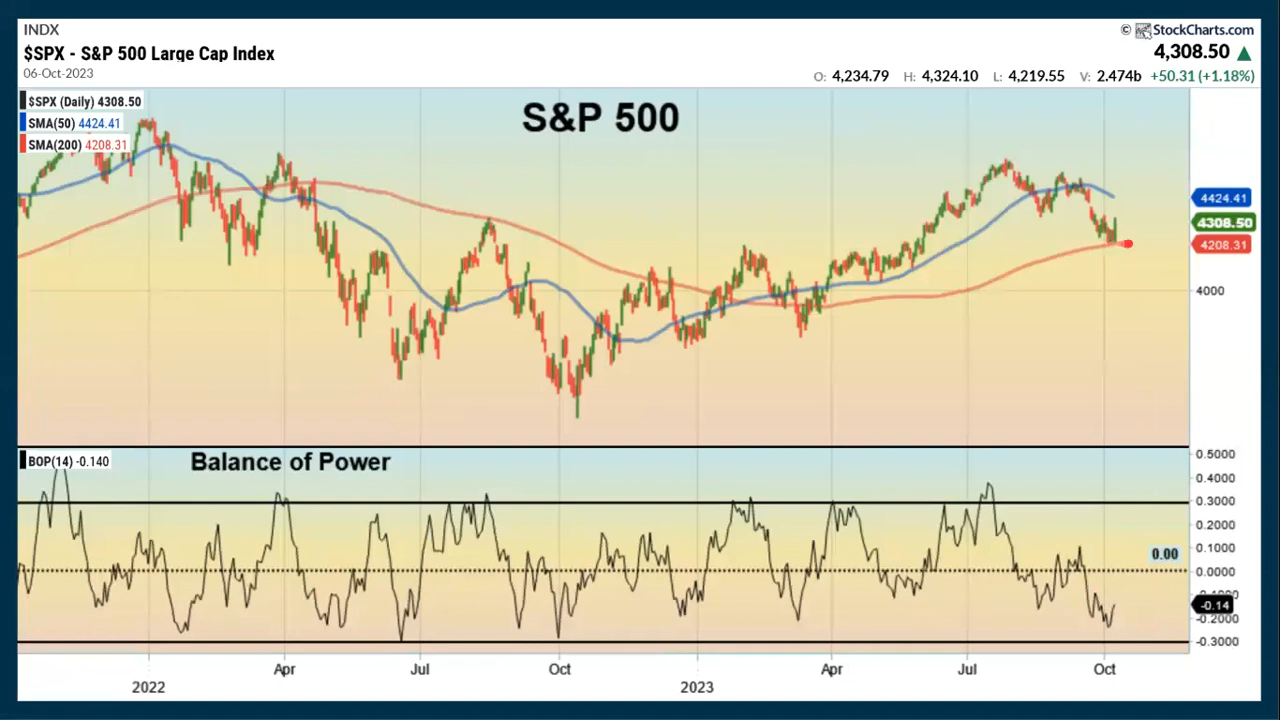 INDX
© StockCharts.com
$SPX - S&P 500 Large Cap Index
4,308.50 ▲
06-Oct-2023
O: 4,234.79 H: 4,324.10 L: 4,219.55 V: 2.474b +50.31 (+1.18%)
$SPX (Daily) 4308.50
S&P 500
SMA(50) 4424.41
SMA(200) 4208.31
4424.41
4308.50
4208.31
4000
BOP(14) -0.140
Balance of Power
0.5000
0.4000
0.3000
0.2000
0.1000
0.00
0.0000
-0.1000
-0.14
-0.2000
-0.3000
Apr Jul Oct Apr Jul Oct
2022 2023